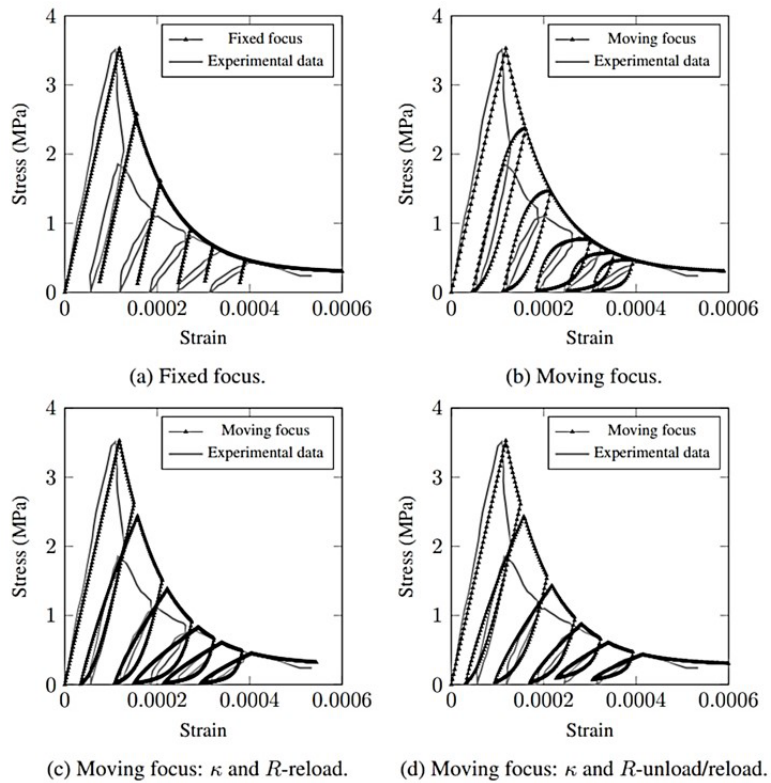 4
3
2
1
0
Stress (MPa)
Fixed focus
Experimental data
0 0.0002 0.0004 0.0006
Strain
(a) Fixed focus.
4
3
2
1
0
Stress (MPa)
Moving focus
Experimental data
0 0.0002 0.0004 0.0006
Strain
(b) Moving focus.
4
3
2
1
0
Stress (MPa)
Moving focus
Experimental data
0 0.0002 0.0004 0.0006
Strain
(c) Moving focus: κ and R-reload.
4
3
2
1
0
Stress (MPa)
Moving focus
Experimental data
0 0.0002 0.0004 0.0006
Strain
(d) Moving focus: κ and R-unload/reload.